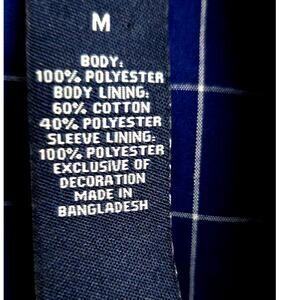 M
BODY:
100% POLYESTER
BODY LINING:
60% COTTON
40% POLYESTER
SLEEVE LINING:
100% POLYESTER
EXCLUSIVE OF
DECORATION
MADE IN
BANGLADESH